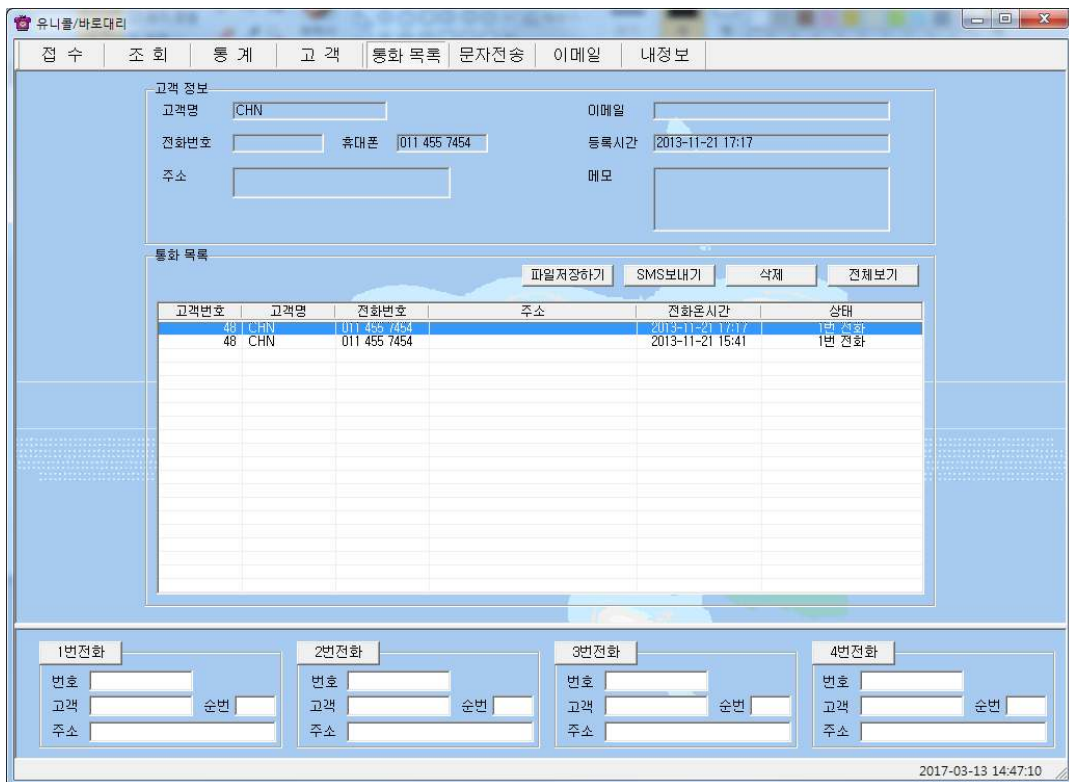 유니콜/바로대리
접 수 조 회 통 계 고 객 통화 목록 문자전송 이메일 내정보
고객 정보
고객명 CHN 이메일
전화번호 휴대폰 011 455 7454 등록시간 2013-11-21 17:17
주소 메모
통화 목록
파일저장하기 SMS보내기 삭제 전체보기
고객번호 고객명 전화번호 주소 전화온시간 상태
48 CHN 011 455 7454 2013-11-21 17:17 1번 전화
48 CHN 011 455 7454 2013-11-21 15:41 1번 전화
1번전화 2번전화 3번전화 4번전화
번호 번호 번호 번호
고객 순번 고객 순번 고객 순번 고객 순번
주소 주소 주소 주소
2017-03-13 14:47:10